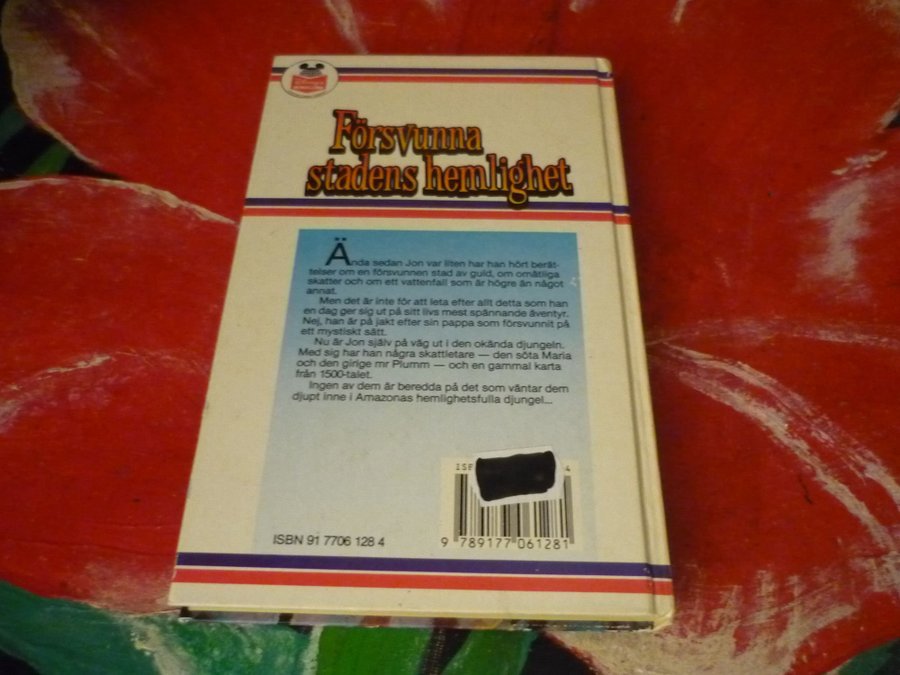 Försvunna
stadens hemlighet
Ända sedan Jon var liten har han hört berät-
telser om en försvunnen stad av guld, om omåtliga
skatter och om ett vattenfall som är högre än något
annat.
Men det är inte för att leta efter allt detta som han
en dag ger sig ut på sitt livs mest spännande äventyr.
Nej, han är på jakt efter sin pappa som försvunnit på
ett mystiskt sätt.
Nu är Jon själv på väg ut i den okända djungeln.
Med sig har han några skattletare — den söta Maria
och den girige mr Plumm — och en gammal karta
från 1500-talet.
Ingen av dem är beredda på det som väntar dem
djupt inne i Amazonas hemlighetsfulla djungel...
ISB 4
ISBN 91 7706 128 4
9 789177 061281